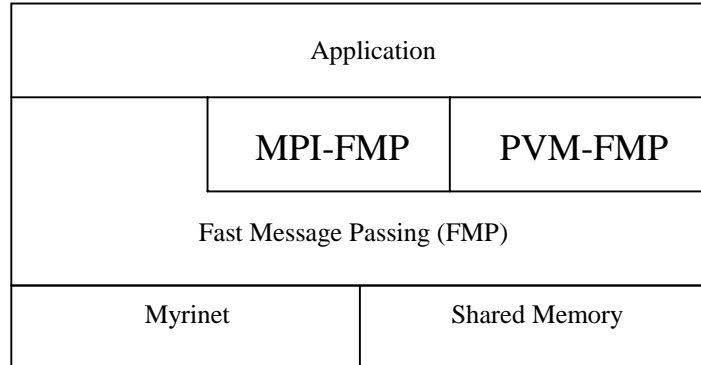 Application
MPI-FMP
PVM-FMP
Fast Message Passing (FMP)
Myrinet
Shared Memory